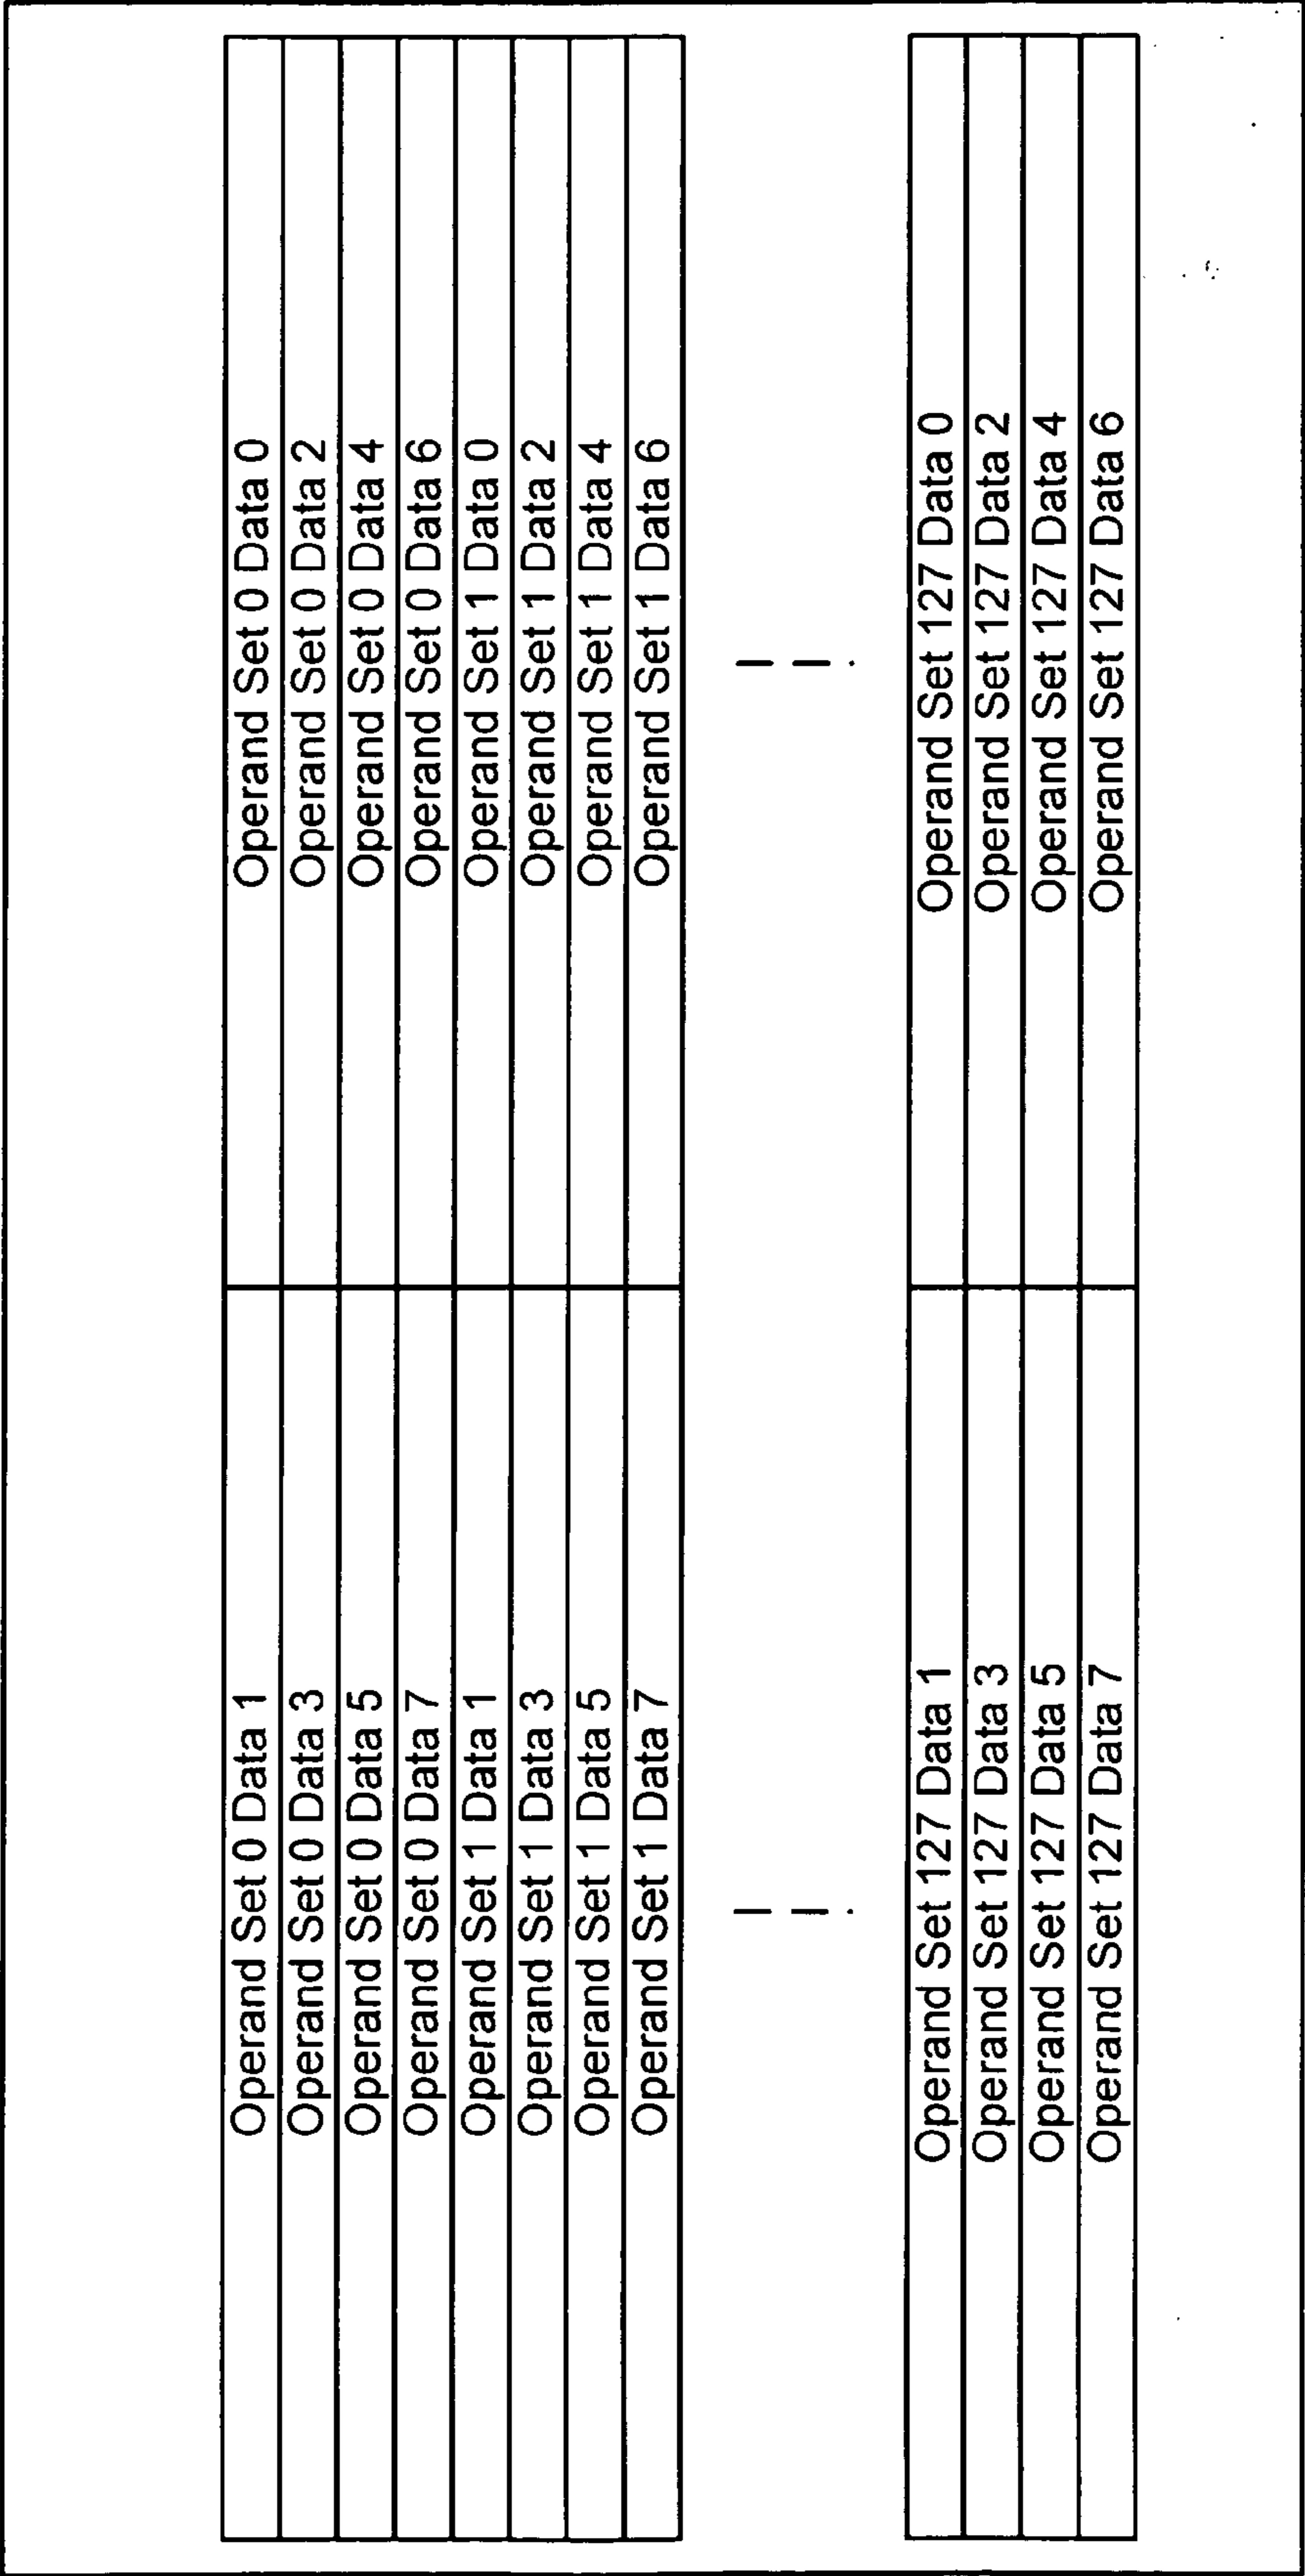 Operand Set 0 Data 1 Operand Set 0 Data 0
Operand Set 0 Data 3 Operand Set 0 Data 2
Operand Set 0 Data 5 Operand Set 0 Data 4
Operand Set 0 Data 7 Operand Set 0 Data 6
Operand Set 1 Data 1 Operand Set 1 Data 0
Operand Set 1 Data 3 Operand Set 1 Data 2
Operand Set 1 Data 5 Operand Set 1 Data 4
Operand Set 1 Data 7 Operand Set 1 Data 6
Operand Set 127 Data 1 Operand Set 127 Data 0
Operand Set 127 Data 3 Operand Set 127 Data 2
Operand Set 127 Data 5 Operand Set 127 Data 4
Operand Set 127 Data 7 Operand Set 127 Data 6